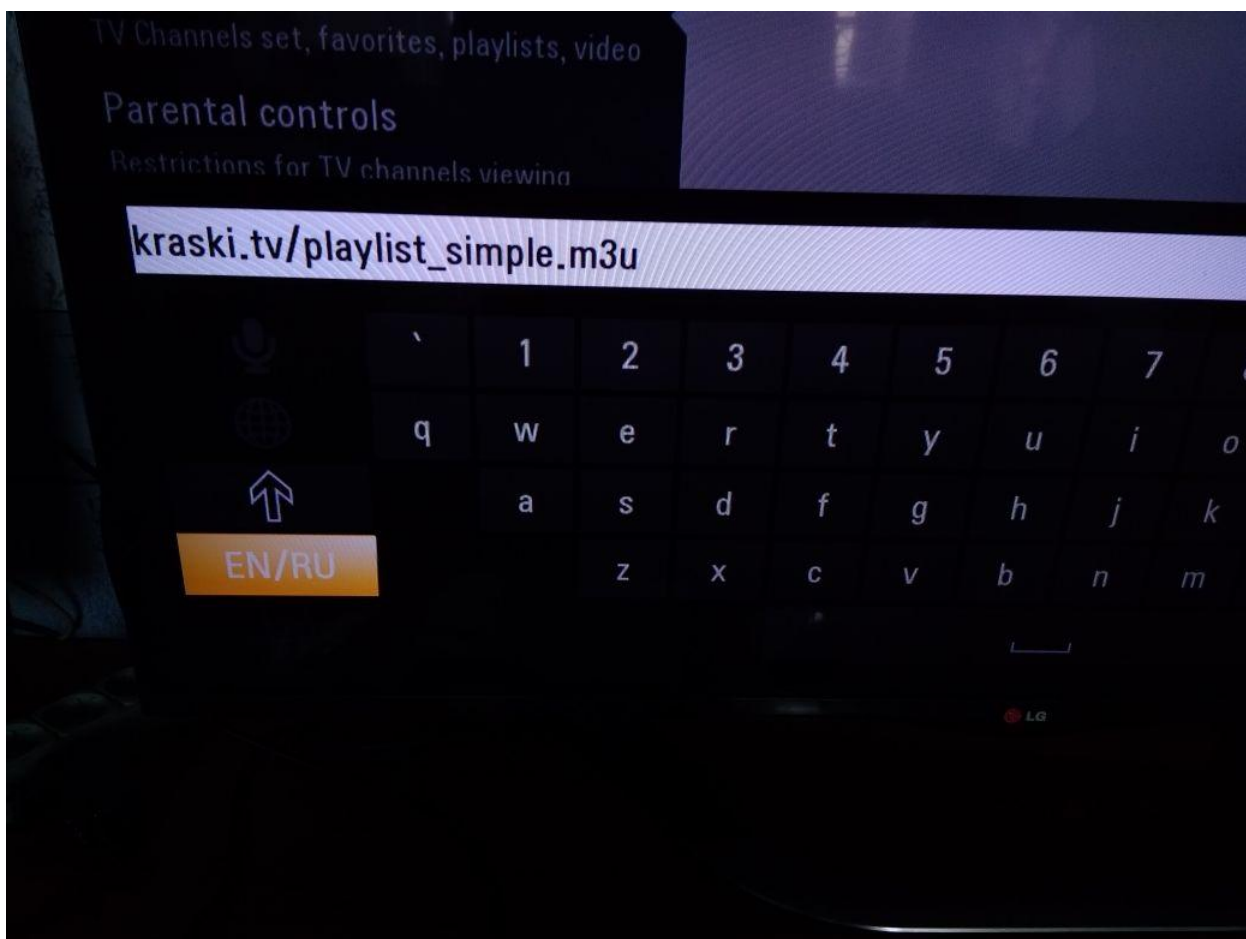 TV Channels set, favorites, playlists, video
Parental controls
Restrictions for TV channels viewing
kraski.tv/playlist_simple.m3u
` 1 2 3 4 5 6 7
q w e r t y u i o
a s d f g h j k
EN/RU z x c v b n m
LG